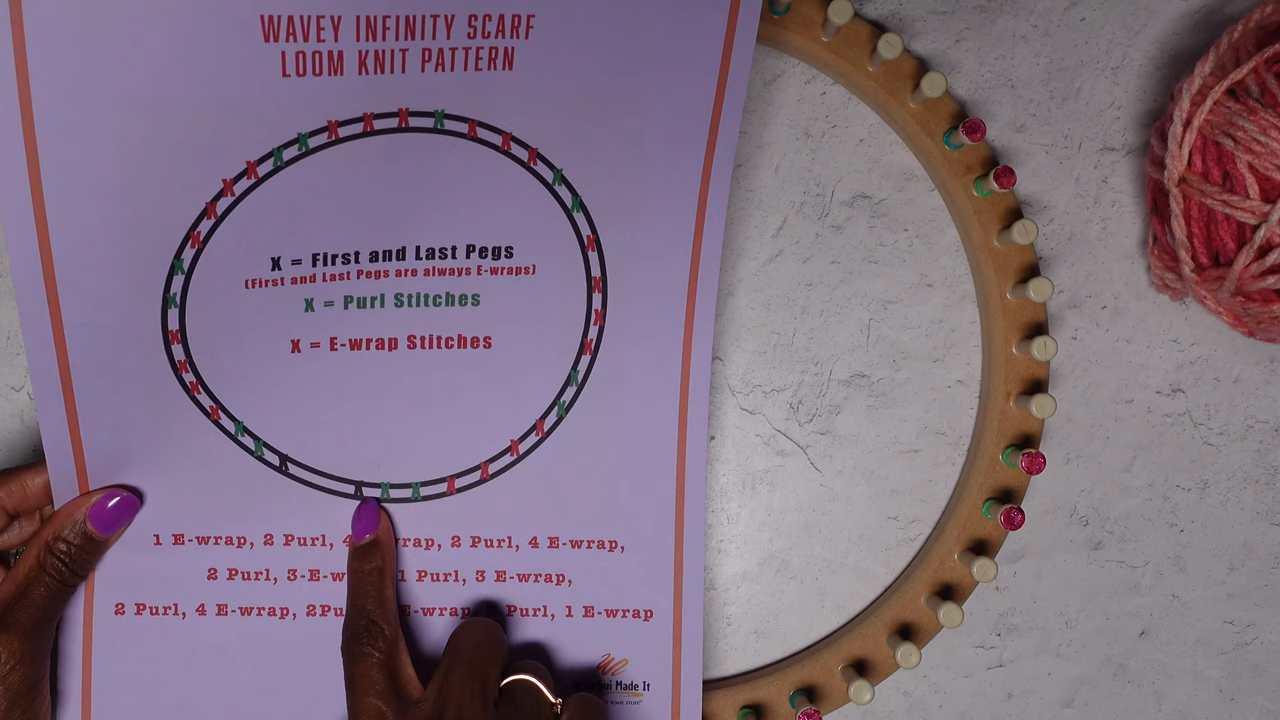 WAVEY INFINITY SCARF
LOOM KNIT PATTERN
X = First and Last Pegs
(First and Last Pegs are always E-wraps)
X = Purl Stitches
X = E-wrap Stitches
1 E-wrap, 2 Purl, 4 wrap, 2 Purl, 4 E-wrap,
2 Purl, 3-E-w 1 Purl, 3 E-wrap,
2 Purl, 4 E-wrap, 2Pu E-wrap Purl, 1 E-wrap
Made It